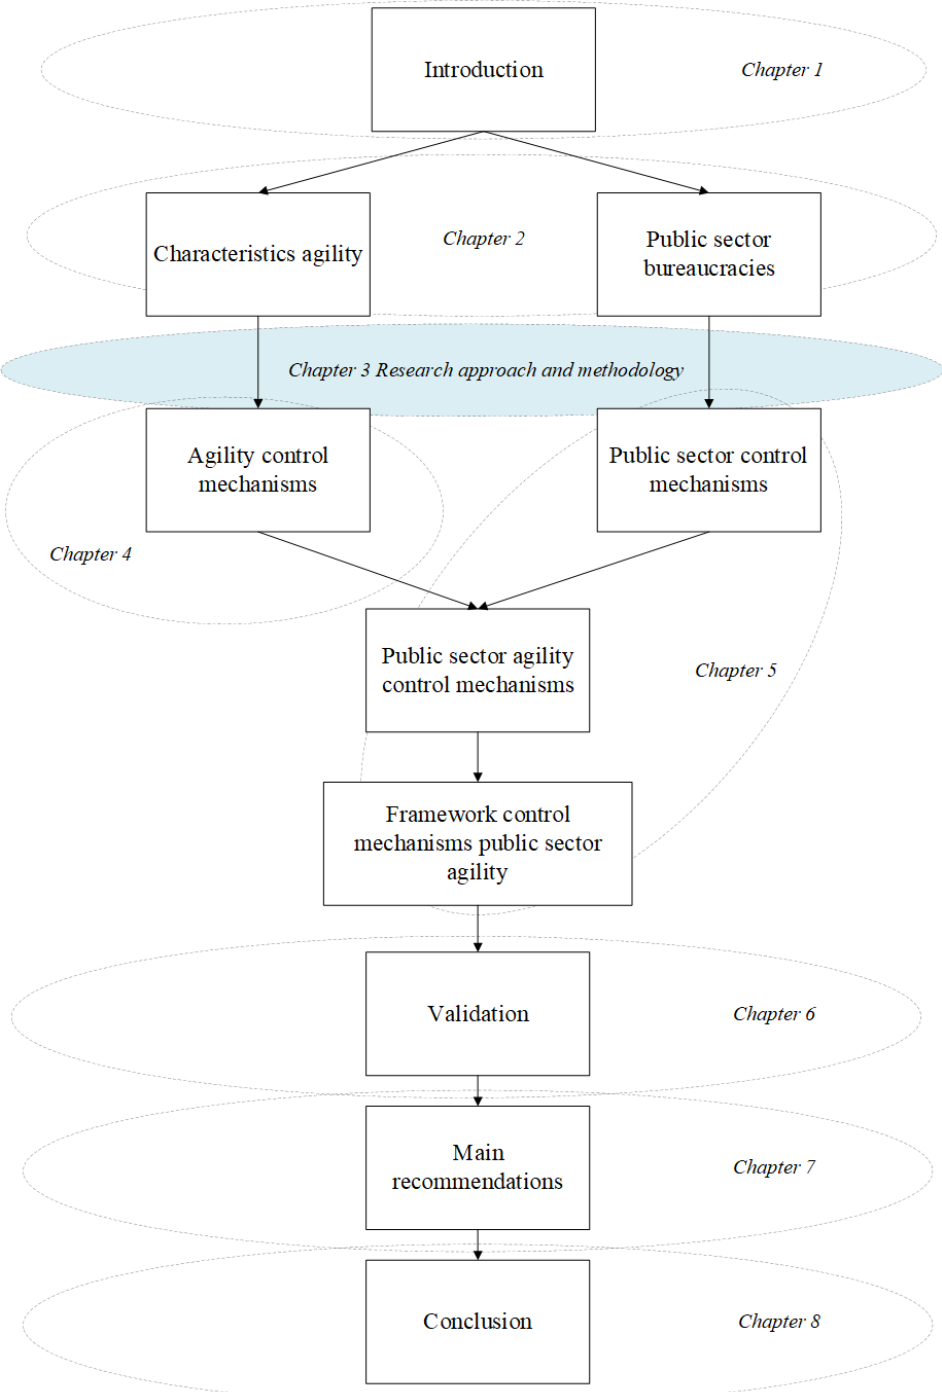 Introduction
Chapter 1
Characteristics agility
Chapter 2
Public sector
bureaucracies
Chapter 3 Research approach and methodology
Agility control
mechanisms
Public sector control
mechanisms
Chapter 4
Public sector agility
control mechanisms
Chapter 5
Framework control
mechanisms public sector
agility
Validation
Chapter 6
Main
recommendations
Chapter 7
Conclusion
Chapter 8